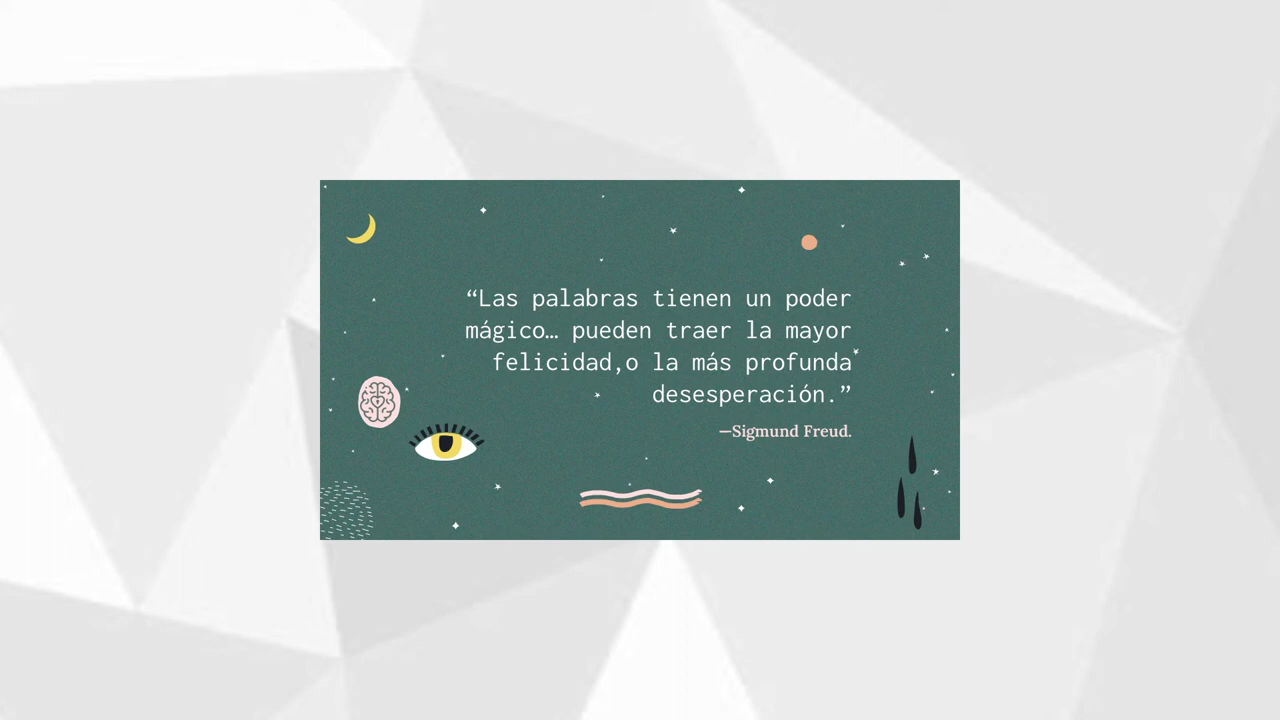 “Las palabras tienen un poder
mágico… pueden traer la mayor
felicidad,o la más profunda
desesperación.”
—Sigmund Freud.